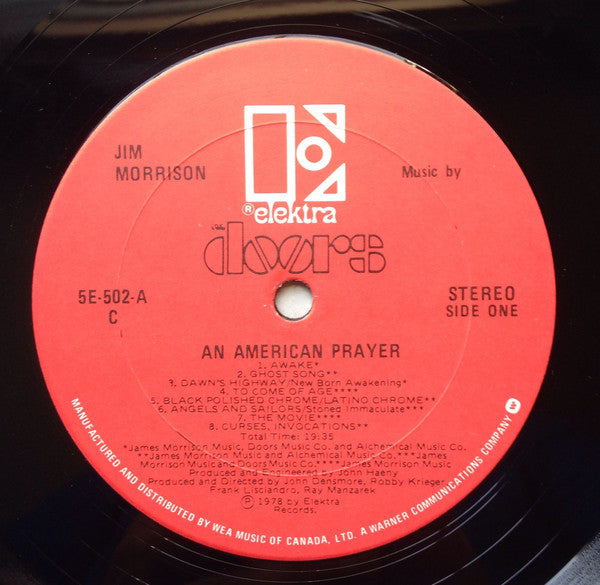 JIM
MORRISON
Music by
® elektra
the doors
5E-502-A
C
STEREO
SIDE ONE
AN AMERICAN PRAYER
1. AWAKE*
2. GHOST SONG**
3. DAWN'S HIGHWAY/New Born Awakening*
4. TO COME OF AGE***
5. BLACK POLISHED CHROME/LATINO CHROME**
6. ANGELS AND SAILORS/Stoned Immaculate***
7. THE MOVIE****
8. CURSES, INVOCATIONS**
Total Time: 19:35
*James Morrison Music, Doors Music Co. and Alchemical Music Co.
**James Morrison Music and Alchemical Music Co. ***James
Morrison Music and Doors Music Co. ****James Morrison Music
Produced and Engineered by John Haeny
Produced and Directed by John Densmore, Robby Krieger
Frank Lisciandro, Ray Manzarek
℗ 1978 by Elektra
Records.
MANUFACTURED AND DISTRIBUTED BY WEA MUSIC OF CANADA, LTD. A WARNER COMMUNICATIONS COMPANY